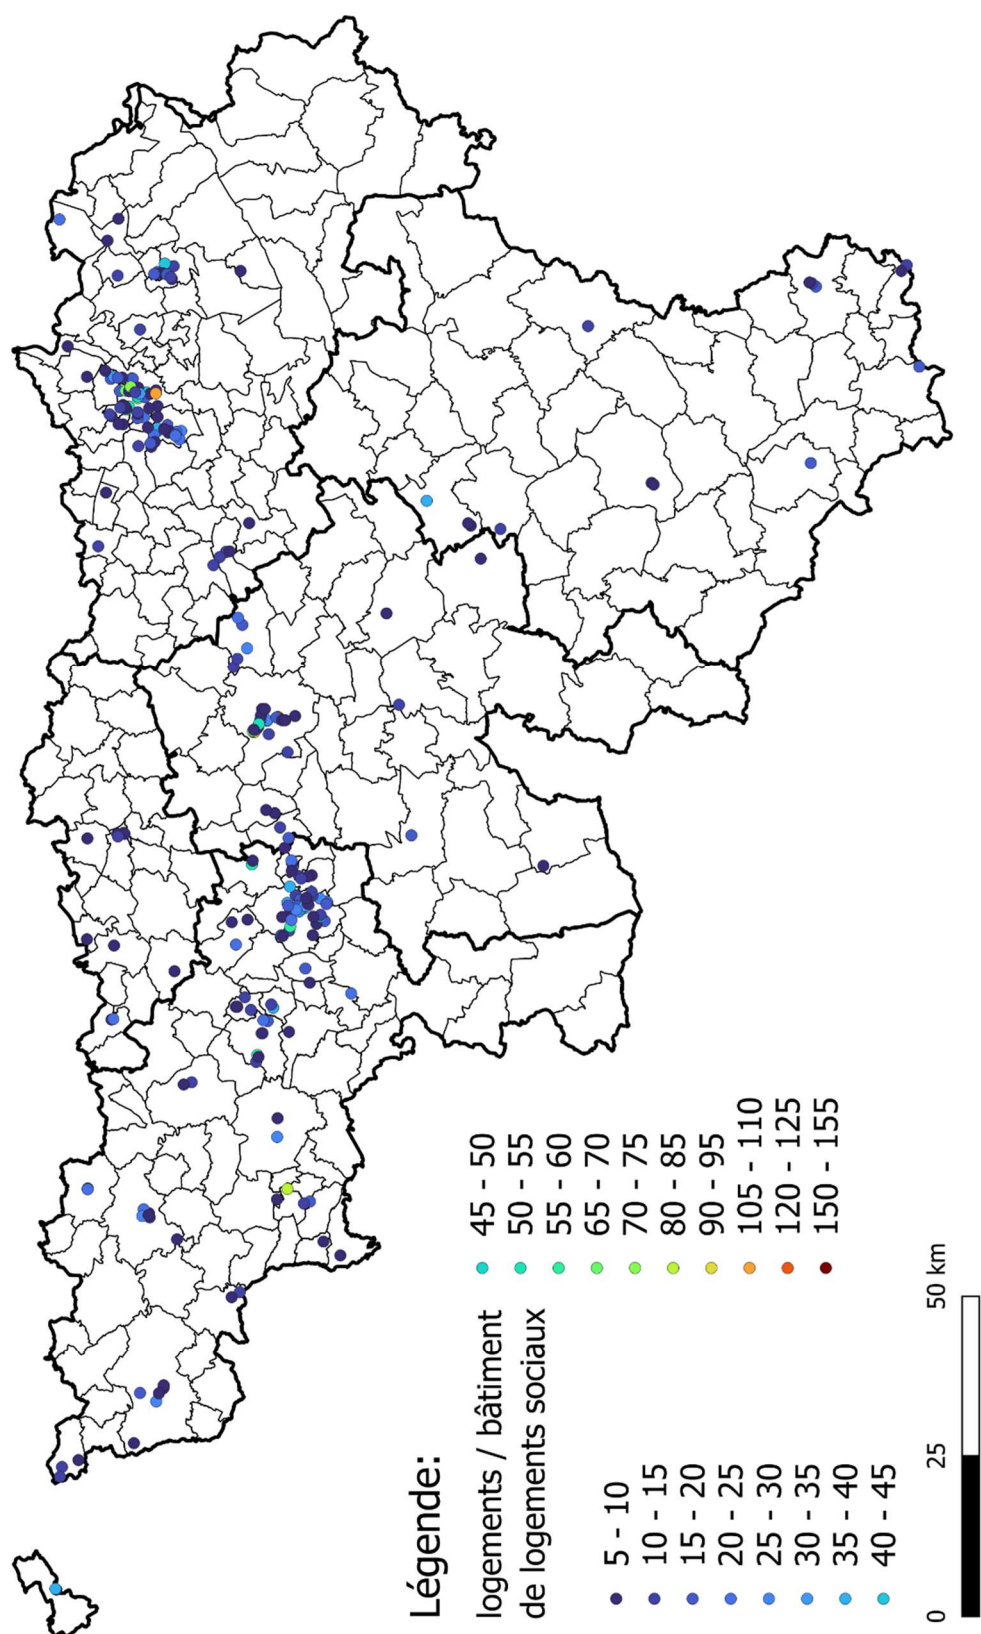 Légende:
logements / bâtiment
de logements sociaux
5 - 10
10 - 15
15 - 20
20 - 25
25 - 30
30 - 35
35 - 40
40 - 45
45 - 50
50 - 55
55 - 60
65 - 70
70 - 75
80 - 85
90 - 95
105 - 110
120 - 125
150 - 155
0 25 50 km